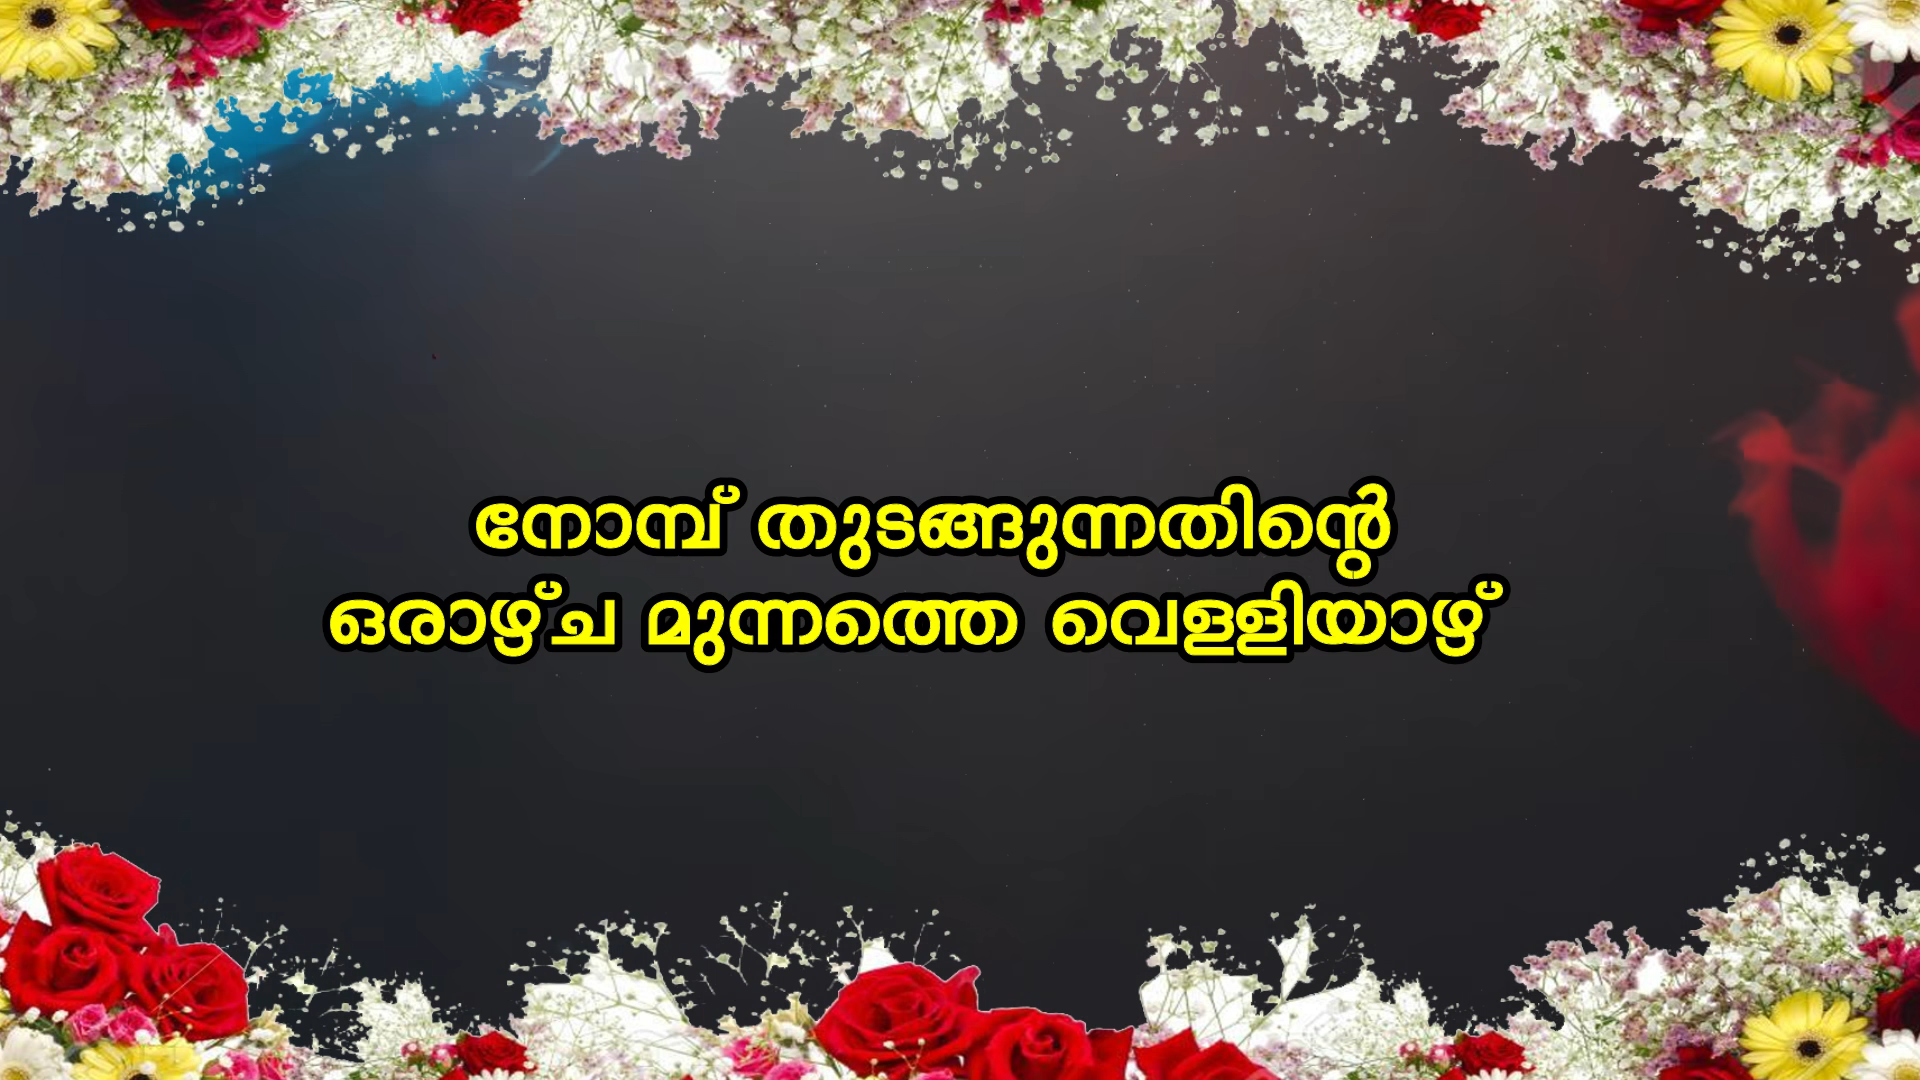 നോമ്പ് തുടങ്ങുന്നതിന്റെ
ഒരാഴ്ച മുന്നത്തെ വെള്ളിയാഴ്